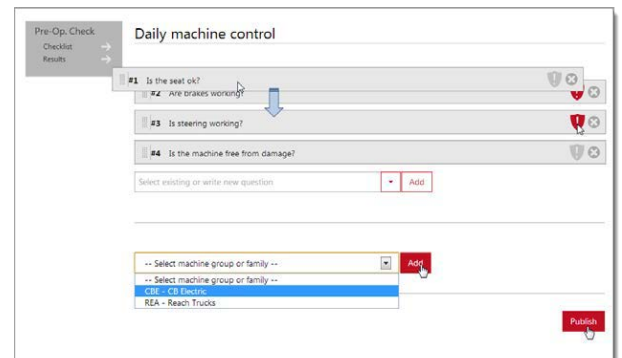 Pre-Op. Check
Checklist
Results
Daily machine control
#1 Is the seat ok?
#2 Are brakes working?
#3 Is steering working?
#4 Is the machine free from damage?
Select existing or write new question
Add
-- Select machine group or family --
Add
-- Select machine group or family --
CBE - CB Electric
REA - Reach Trucks
Publish